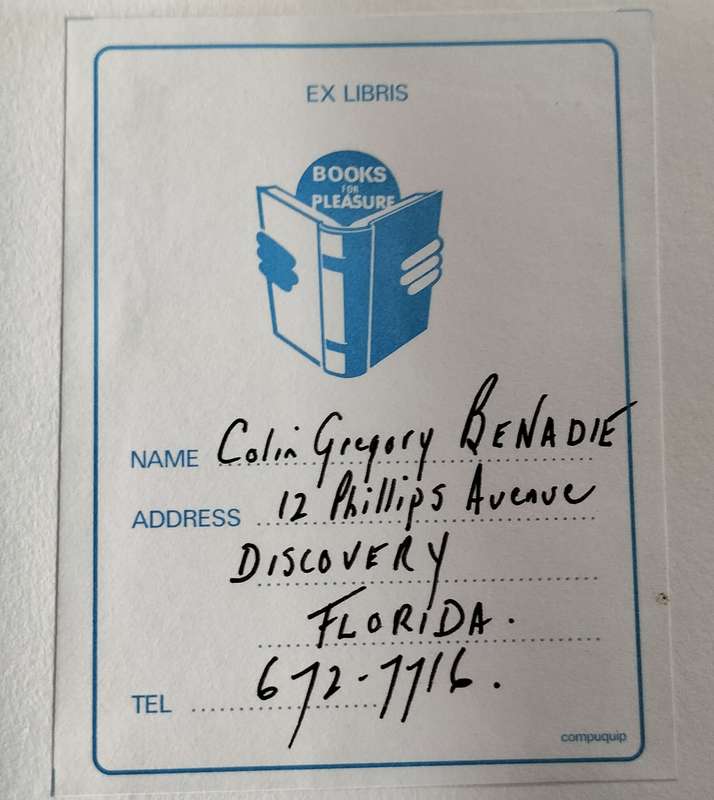 EX LIBRIS
BOOKS
FOR
PLEASURE
NAME Colin Gregory BENADIE
ADDRESS 12 Phillips Avenue
DISCOVERY
FLORIDA.
TEL 672-7716.
compuquip